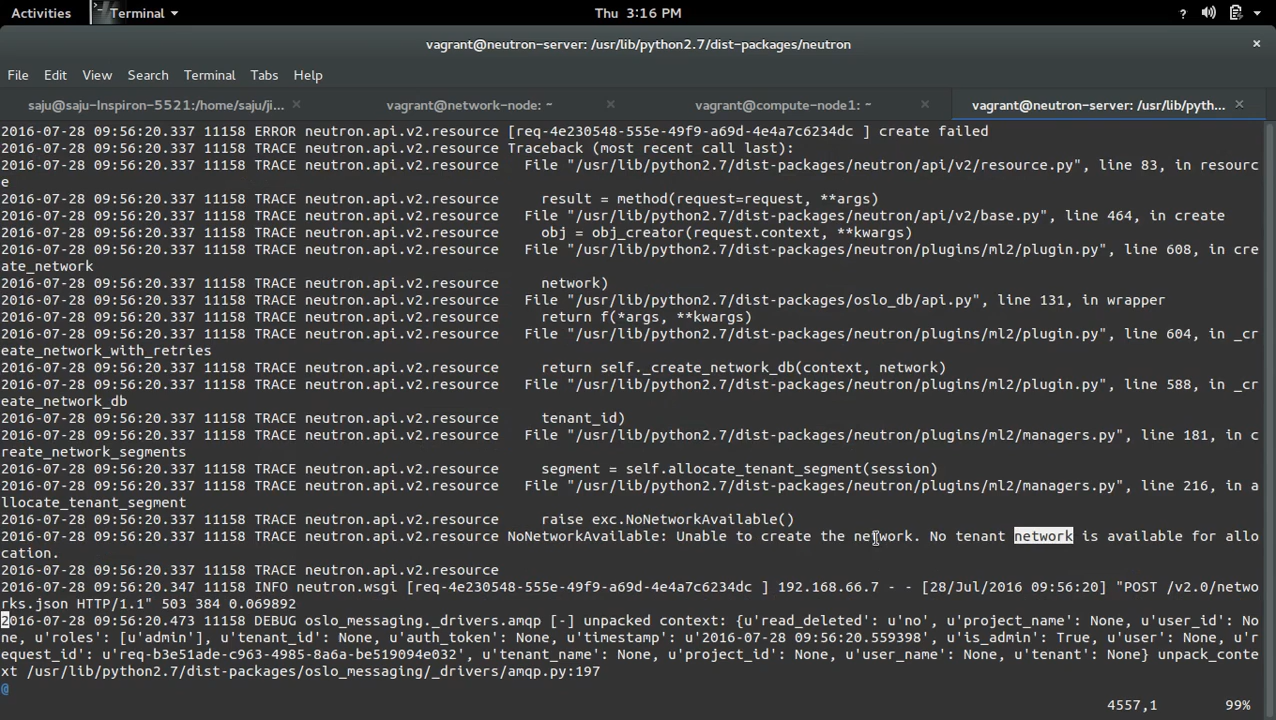 Activities Terminal Thu 3:16 PM ?
vagrant@neutron-server: /usr/lib/python2.7/dist-packages/neutron ×
File Edit View Search Terminal Tabs Help
saju@saju-Inspiron-5521:/home/saju/ji... × vagrant@network-node: ~ × vagrant@compute-node1: ~ × vagrant@neutron-server: /usr/lib/pyth... ×
2016-07-28 09:56:20.337 11158 ERROR neutron.api.v2.resource [req-4e230548-555e-49f9-a69d-4e4a7c6234dc ] create failed
2016-07-28 09:56:20.337 11158 TRACE neutron.api.v2.resource Traceback (most recent call last):
2016-07-28 09:56:20.337 11158 TRACE neutron.api.v2.resource   File "/usr/lib/python2.7/dist-packages/neutron/api/v2/resource.py", line 83, in resourc
e
2016-07-28 09:56:20.337 11158 TRACE neutron.api.v2.resource     result = method(request=request, **args)
2016-07-28 09:56:20.337 11158 TRACE neutron.api.v2.resource   File "/usr/lib/python2.7/dist-packages/neutron/api/v2/base.py", line 464, in create
2016-07-28 09:56:20.337 11158 TRACE neutron.api.v2.resource     obj = obj_creator(request.context, **kwargs)
2016-07-28 09:56:20.337 11158 TRACE neutron.api.v2.resource   File "/usr/lib/python2.7/dist-packages/neutron/plugins/ml2/plugin.py", line 608, in cre
ate_network
2016-07-28 09:56:20.337 11158 TRACE neutron.api.v2.resource     network)
2016-07-28 09:56:20.337 11158 TRACE neutron.api.v2.resource   File "/usr/lib/python2.7/dist-packages/oslo_db/api.py", line 131, in wrapper
2016-07-28 09:56:20.337 11158 TRACE neutron.api.v2.resource     return f(*args, **kwargs)
2016-07-28 09:56:20.337 11158 TRACE neutron.api.v2.resource   File "/usr/lib/python2.7/dist-packages/neutron/plugins/ml2/plugin.py", line 604, in _cr
eate_network_with_retries
2016-07-28 09:56:20.337 11158 TRACE neutron.api.v2.resource     return self._create_network_db(context, network)
2016-07-28 09:56:20.337 11158 TRACE neutron.api.v2.resource   File "/usr/lib/python2.7/dist-packages/neutron/plugins/ml2/plugin.py", line 588, in _cr
eate_network_db
2016-07-28 09:56:20.337 11158 TRACE neutron.api.v2.resource     tenant_id)
2016-07-28 09:56:20.337 11158 TRACE neutron.api.v2.resource   File "/usr/lib/python2.7/dist-packages/neutron/plugins/ml2/managers.py", line 181, in c
reate_network_segments
2016-07-28 09:56:20.337 11158 TRACE neutron.api.v2.resource     segment = self.allocate_tenant_segment(session)
2016-07-28 09:56:20.337 11158 TRACE neutron.api.v2.resource   File "/usr/lib/python2.7/dist-packages/neutron/plugins/ml2/managers.py", line 216, in a
llocate_tenant_segment
2016-07-28 09:56:20.337 11158 TRACE neutron.api.v2.resource     raise exc.NoNetworkAvailable()
2016-07-28 09:56:20.337 11158 TRACE neutron.api.v2.resource NoNetworkAvailable: Unable to create the network. No tenant network is available for allo
cation.
2016-07-28 09:56:20.337 11158 TRACE neutron.api.v2.resource
2016-07-28 09:56:20.347 11158 INFO neutron.wsgi [req-4e230548-555e-49f9-a69d-4e4a7c6234dc ] 192.168.66.7 - - [28/Jul/2016 09:56:20] "POST /v2.0/netwo
rks.json HTTP/1.1" 503 384 0.069892
2016-07-28 09:56:20.473 11158 DEBUG oslo_messaging._drivers.amqp [-] unpacked context: {u'read_deleted': u'no', u'project_name': None, u'user_id': No
ne, u'roles': [u'admin'], u'tenant_id': None, u'auth_token': None, u'timestamp': u'2016-07-28 09:56:20.559398', u'is_admin': True, u'user': None, u'r
equest_id': u'req-b3e51ade-c963-4985-8a6a-be519094e032', u'tenant_name': None, u'project_id': None, u'user_name': None, u'tenant': None} unpack_conte
xt /usr/lib/python2.7/dist-packages/oslo_messaging/_drivers/amqp.py:197
@
4557,1 99%